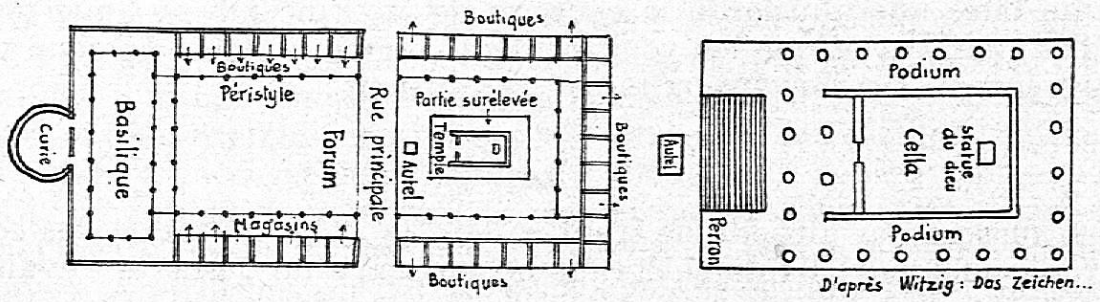 Boutiques
Boutiques
Péristyle
Curie
Basilique
Forum
Magasins
Rue principale
Partie surélevée
Temple
Autel
Boutiques
Boutiques
Autel
Perron
Podium
Cella
statue
du dieu
Podium
D'après Witzig: Das Zeichen...